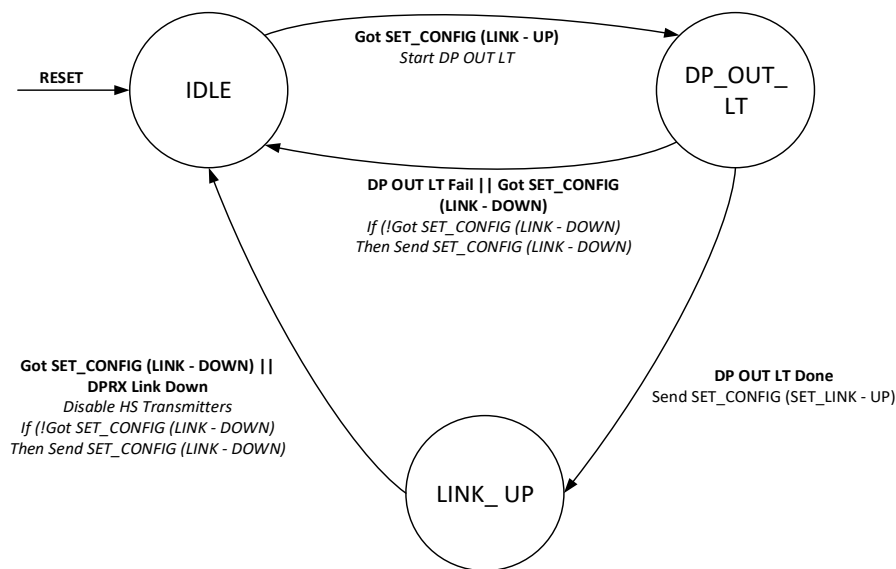 Got SET_CONFIG (LINK - UP)
Start DP OUT LT
RESET
IDLE
DP_OUT_
LT
DP OUT LT Fail || Got SET_CONFIG
(LINK - DOWN)
If (!Got SET_CONFIG (LINK - DOWN)
Then Send SET_CONFIG (LINK - DOWN)
Got SET_CONFIG (LINK - DOWN) ||
DPRX Link Down
Disable HS Transmitters
If (!Got SET_CONFIG (LINK - DOWN)
Then Send SET_CONFIG (LINK - DOWN)
DP OUT LT Done
Send SET_CONFIG (SET_LINK - UP)
LINK_ UP